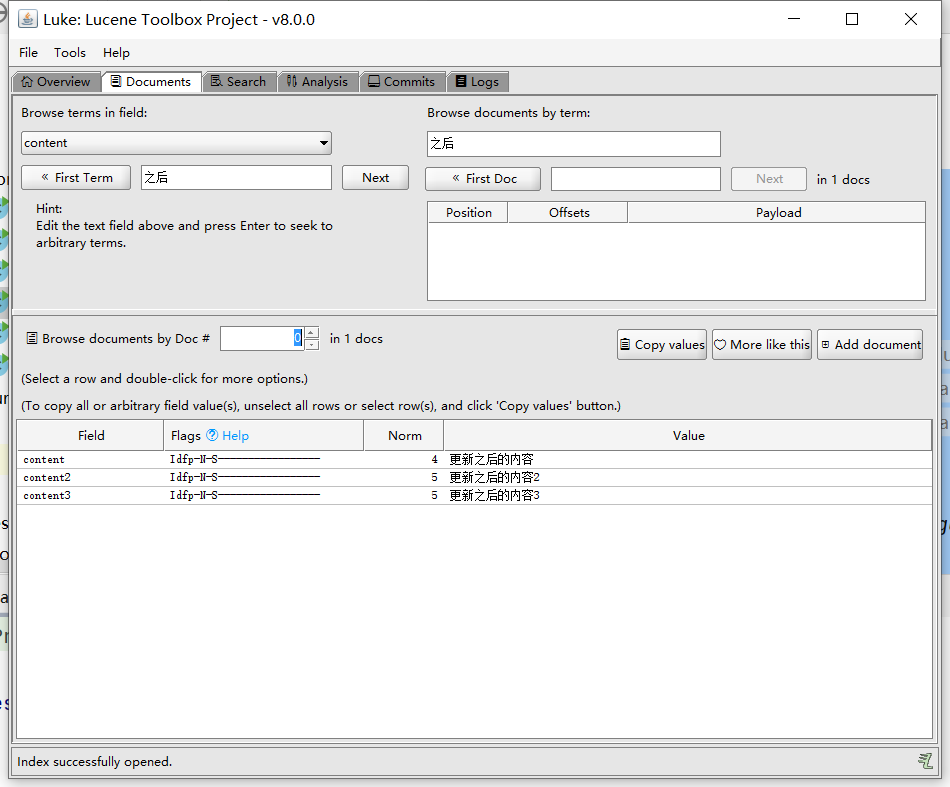 Luke: Lucene Toolbox Project - v8.0.0
File Tools Help
Overview Documents Search Analysis Commits Logs
Browse terms in field:
content
« First Term 之后 Next
Hint:
Edit the text field above and press Enter to seek to
arbitrary terms.
Browse documents by term:
之后
« First Doc Next in 1 docs
Position Offsets Payload
Browse documents by Doc # 0 in 1 docs
Copy values More like this Add document
(Select a row and double-click for more options.)
(To copy all or arbitrary field value(s), unselect all rows or select row(s), and click 'Copy values' button.)
Field Flags ? Help Norm Value
content Idfp-N-S----------------- 4 更新之后的内容
content2 Idfp-N-S----------------- 5 更新之后的内容2
content3 Idfp-N-S----------------- 5 更新之后的内容3
Index successfully opened.